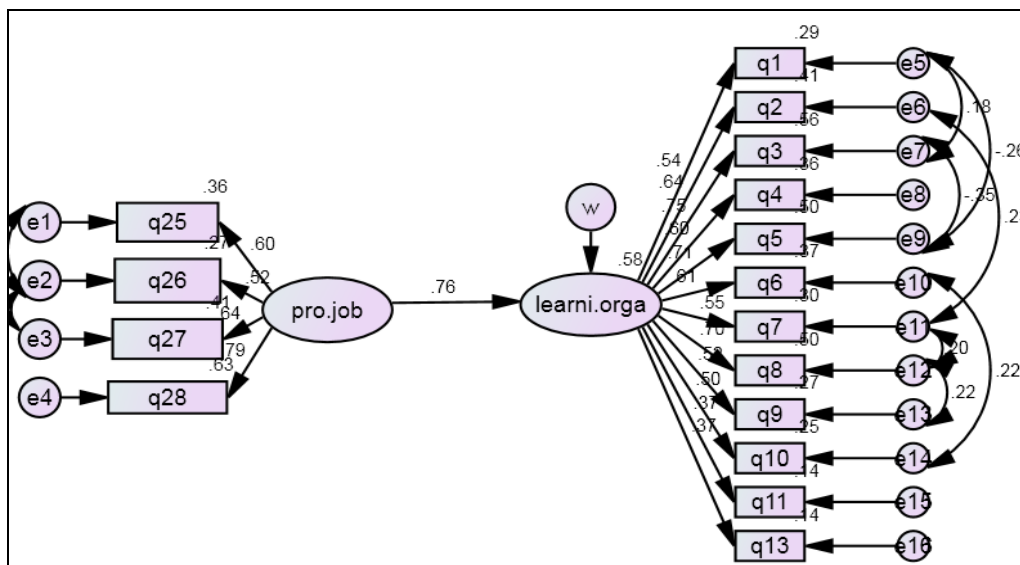 .29
q1
e5
.41
q2
e6
.18
.56
q3
e7
-.26
.36
q4
e8
-.35
.50
q5
e9
.37
q6
e10
.30
q7
e11
.50
q8
e12
.20
.27
q9
e13
.22
.22
.25
q10
e14
.14
q11
e15
.14
q13
e16
.54
.64
.75
.60
.71
.61
.55
.70
.50
.37
.37
w
.58
learni.orga
.76
pro.job
.36
e1
q25
.60
.27
e2
q26
.52
.41
.64
e3
q27
.79
.63
e4
q28